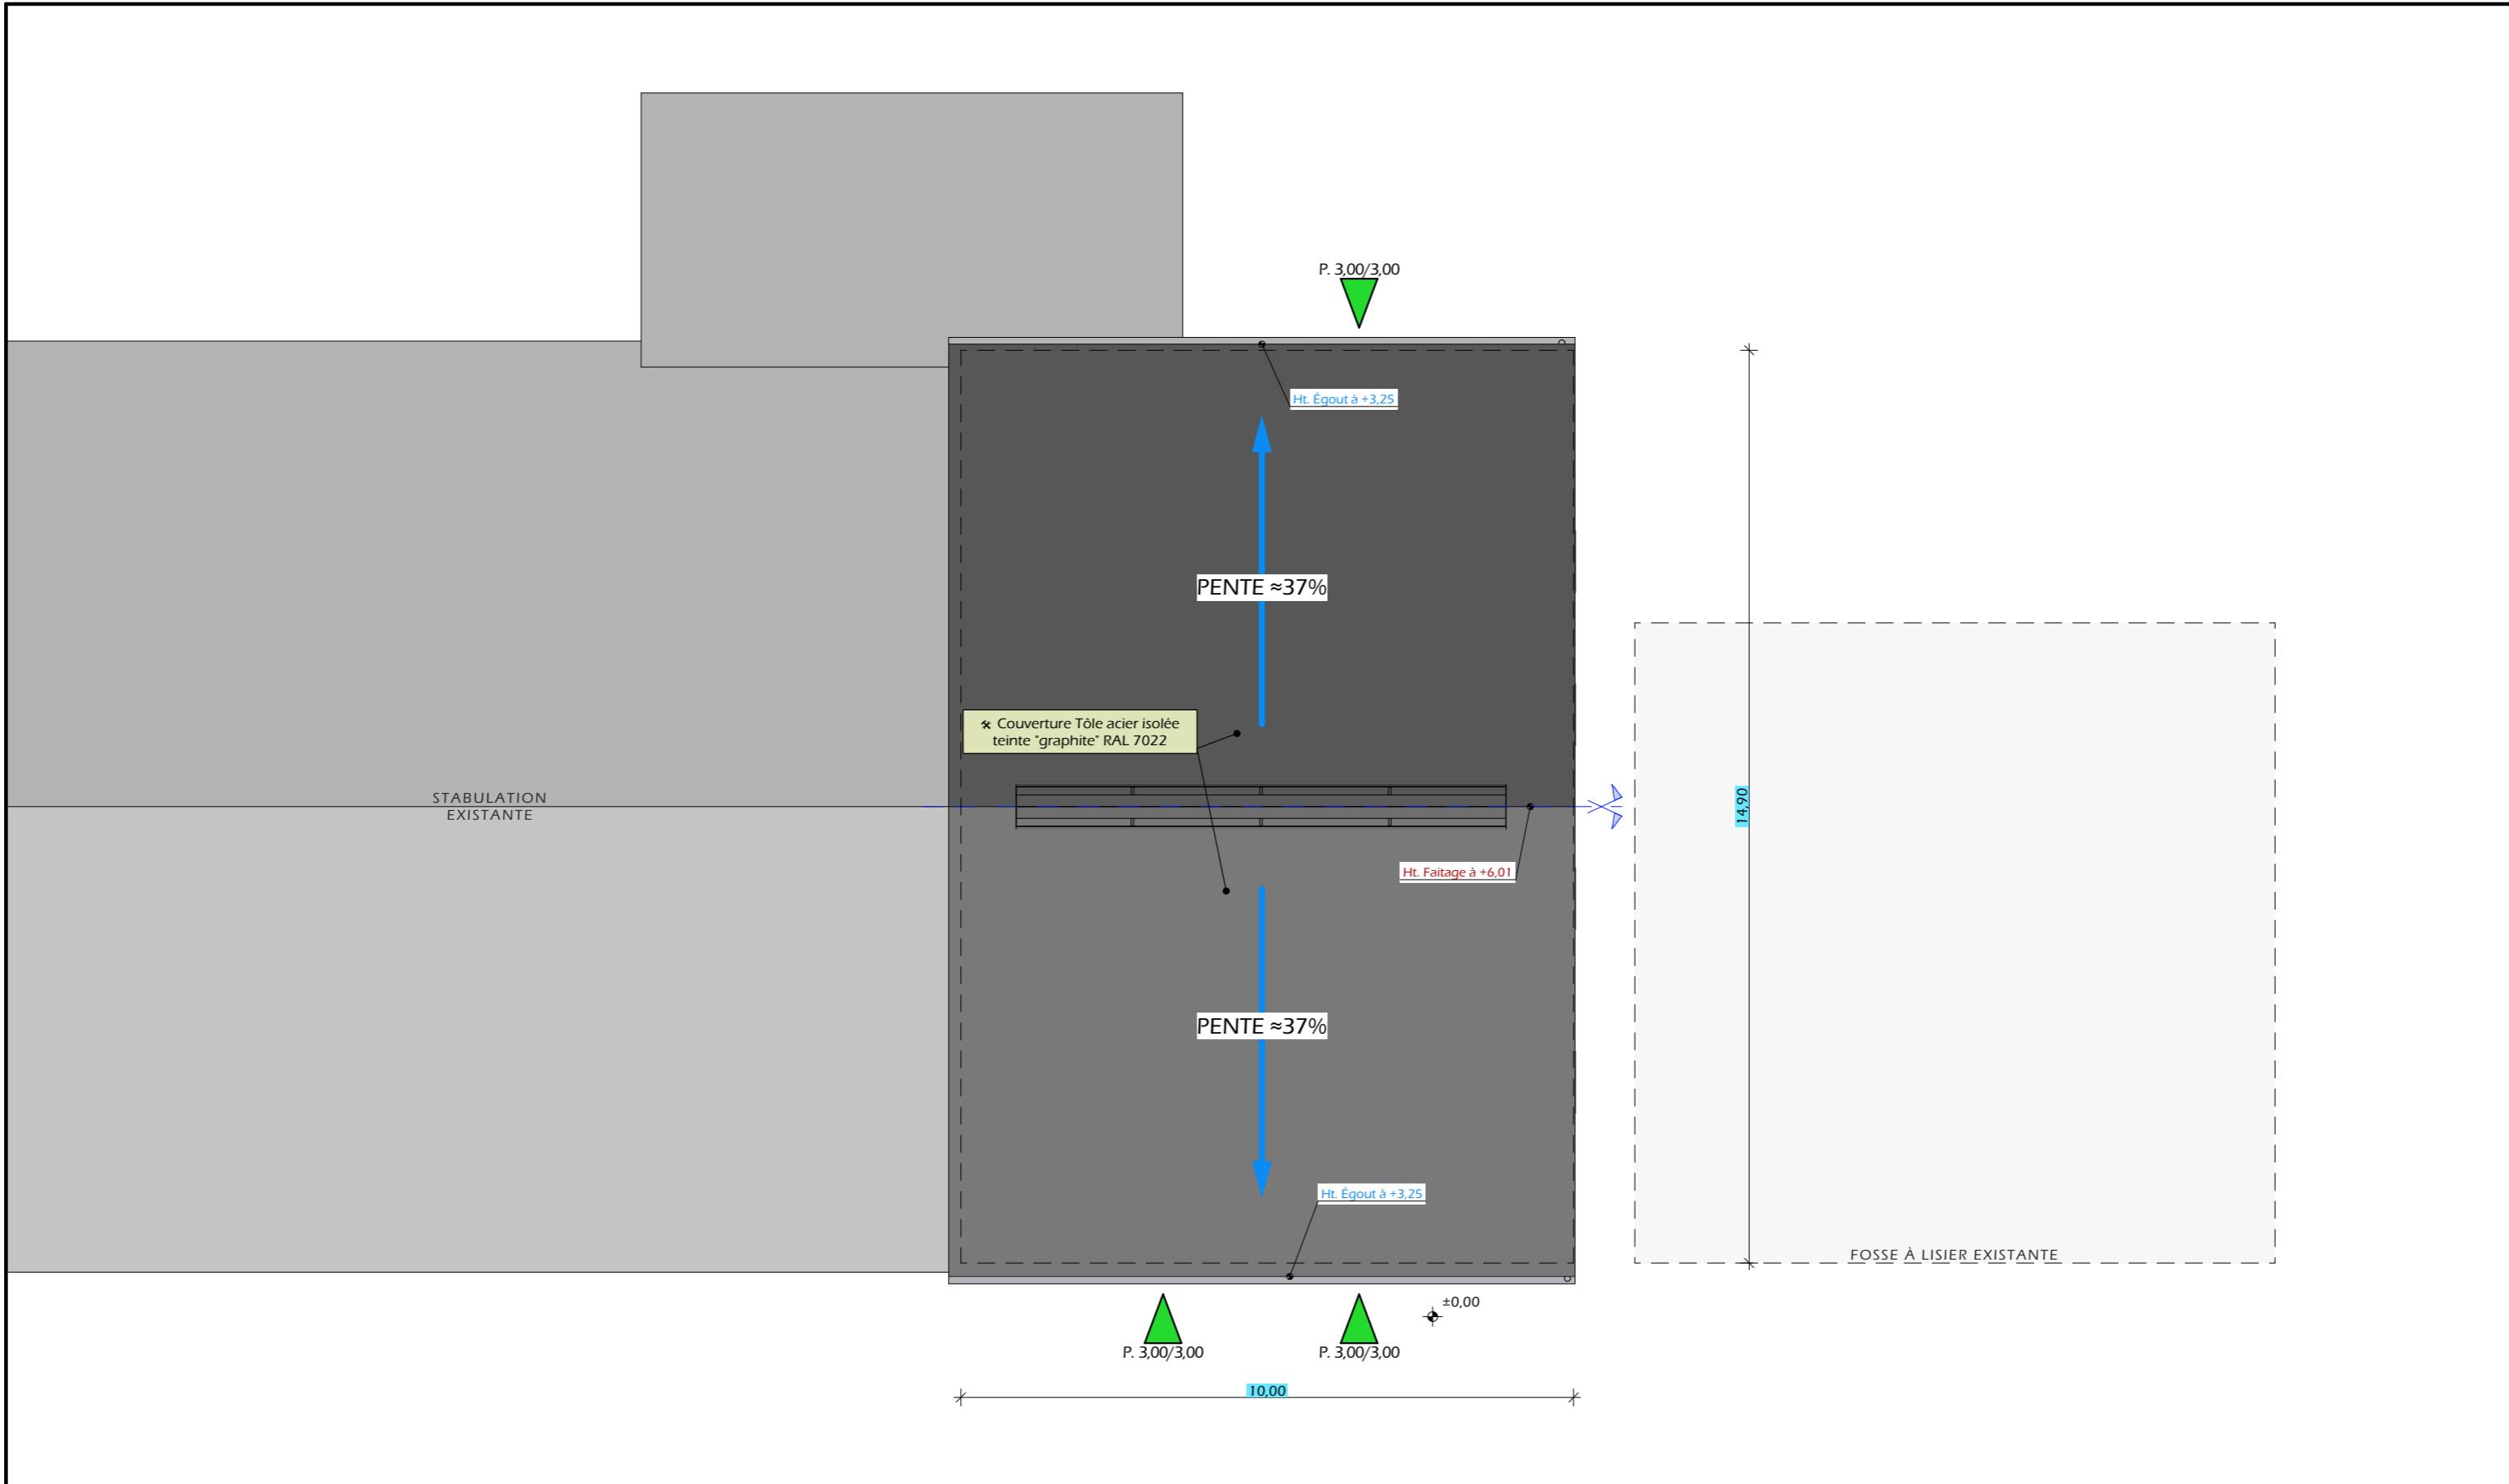 P. 3,00/3,00
Ht. Égout à +3,25
PENTE ≈37%
Couverture Tôle acier isolée
teinte "graphite" RAL 7022
STABULATION
EXISTANTE
14,90
Ht. Faitage à +6,01
PENTE ≈37%
Ht. Égout à +3,25
FOSSE À LISIER EXISTANTE
±0,00
P. 3,00/3,00
P. 3,00/3,00
10,00